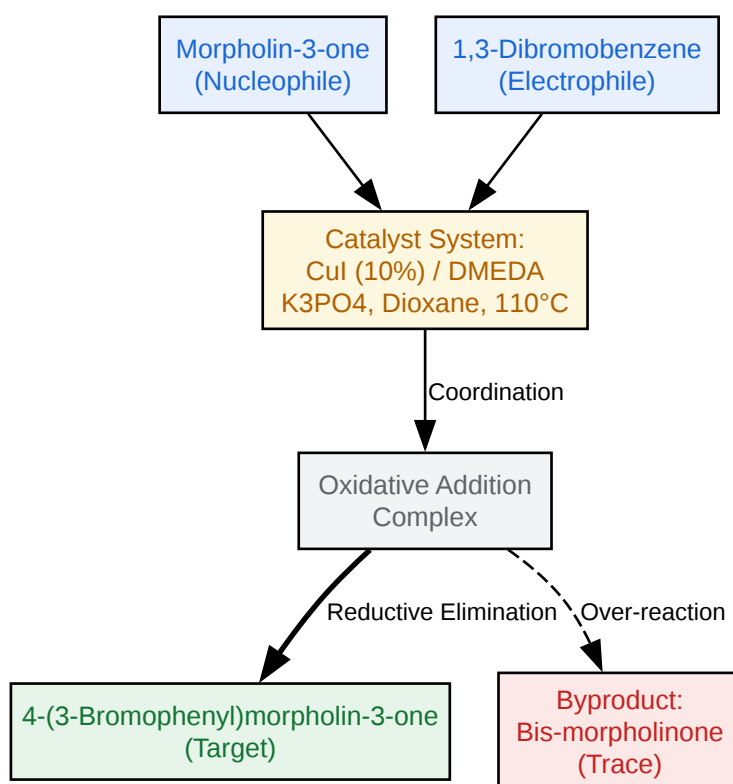 Morpholin-3-one
(Nucleophile)
1,3-Dibromobenzene
(Electrophile)
Catalyst System:
CuI (10%) / DMEDA
K3PO4, Dioxane, 110°C
Coordination
Oxidative Addition
Complex
Reductive Elimination
Over-reaction
4-(3-Bromophenyl)morpholin-3-one
(Target)
Byproduct:
Bis-morpholinone
(Trace)